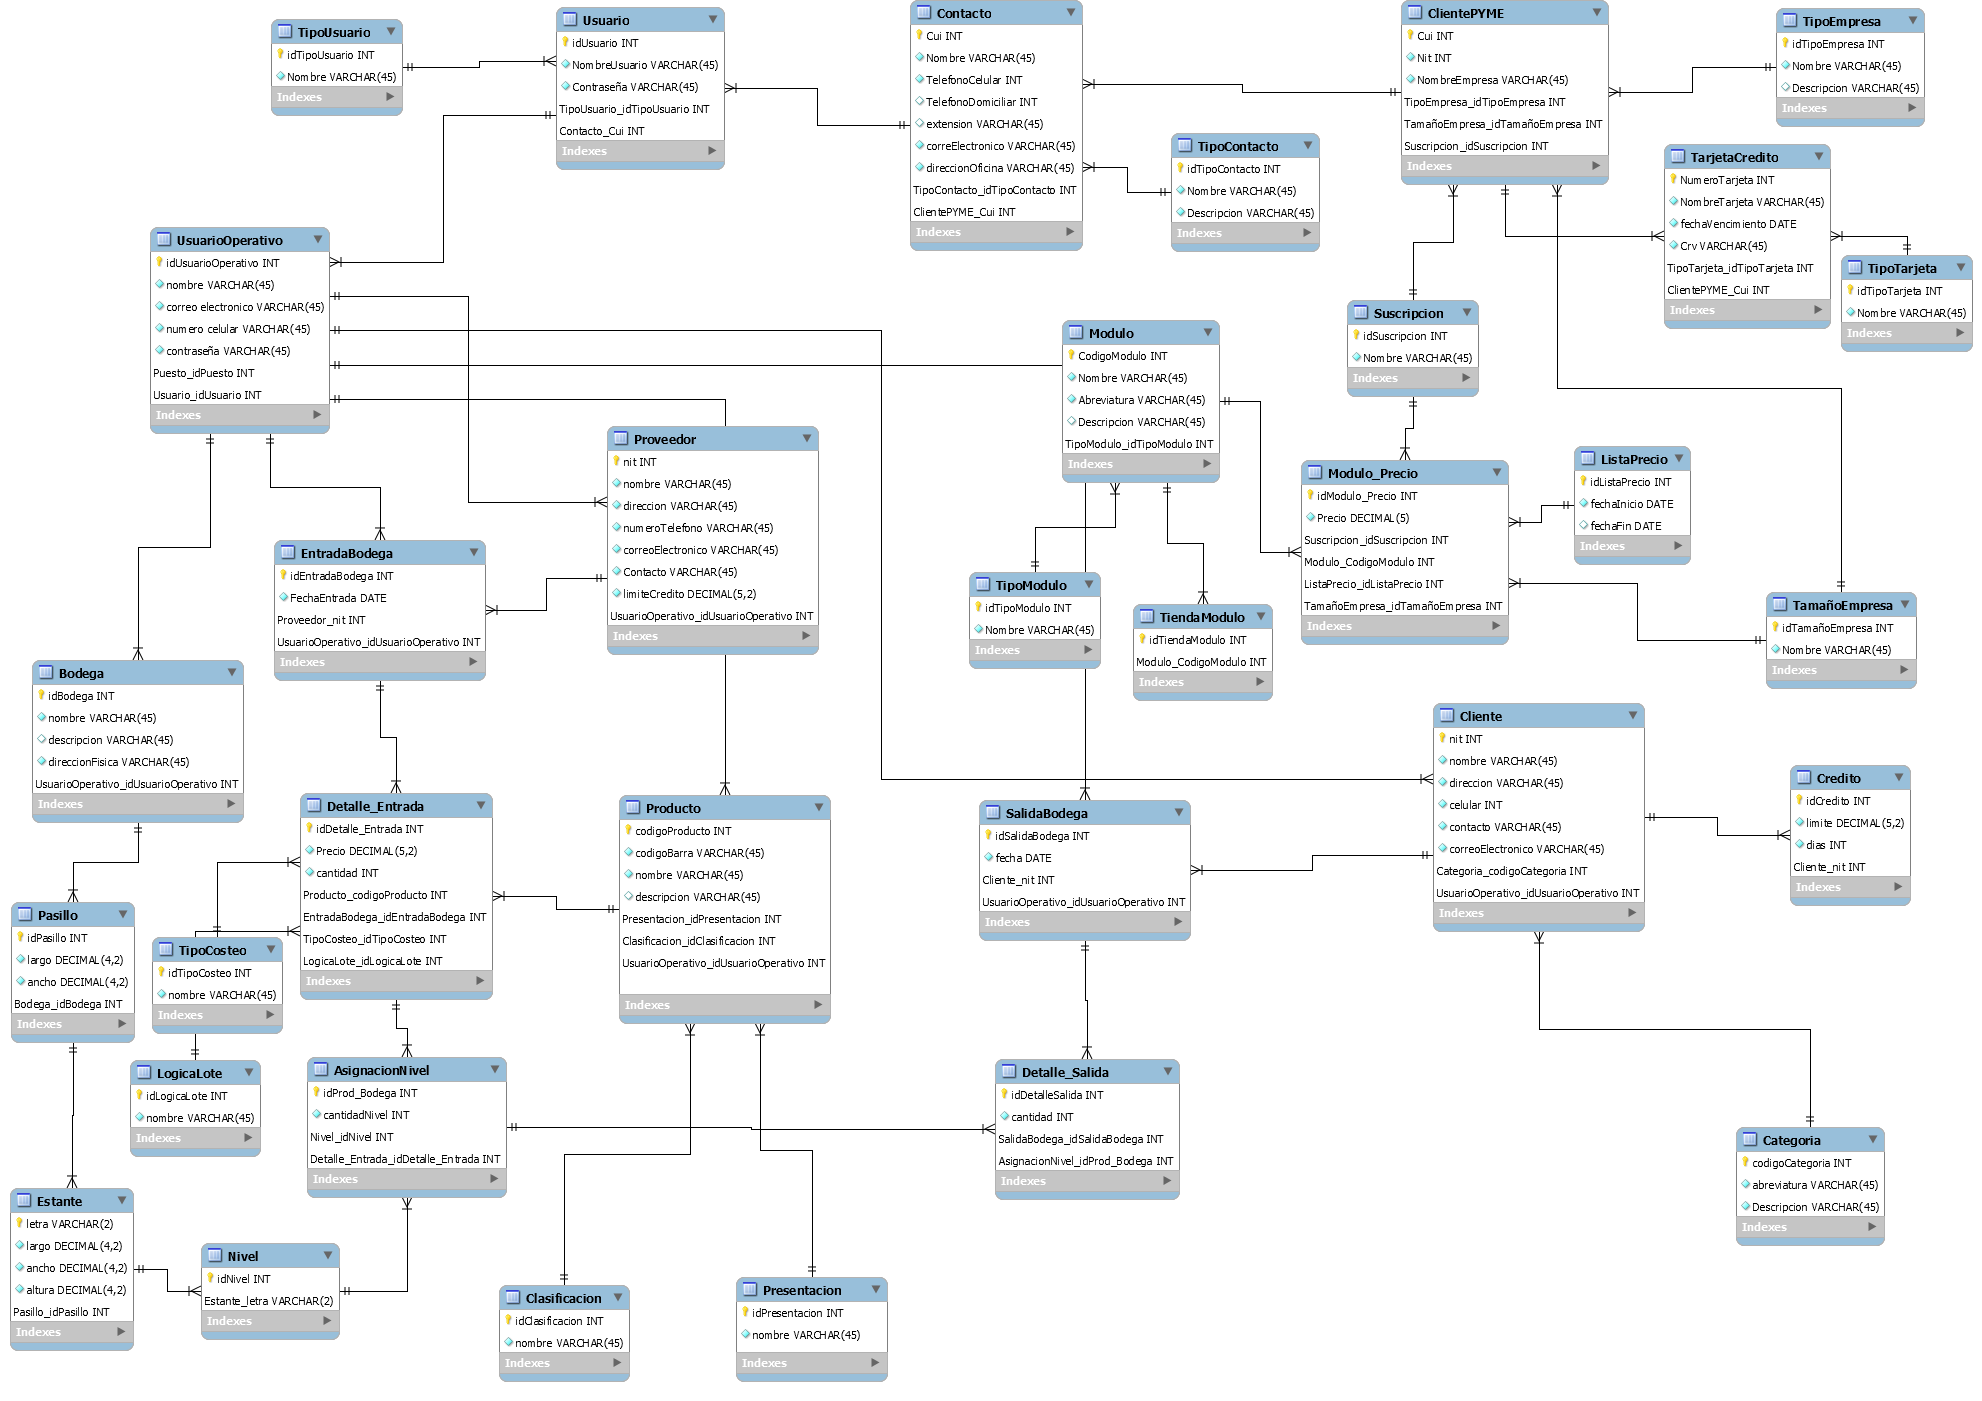 TipoUsuario
idTipoUsuario INT
Nombre VARCHAR(45)
Indexes
Usuario
idUsuario INT
NombreUsuario VARCHAR(45)
Contraseña VARCHAR(45)
TipoUsuario_idTipoUsuario INT
Contacto_Cui INT
Indexes
Contacto
Cui INT
Nombre VARCHAR(45)
TelefonoCelular INT
TelefonoDomiciliar INT
extension VARCHAR(45)
correElectronico VARCHAR(45)
direccionOficina VARCHAR(45)
TipoContacto_idTipoContacto INT
ClientePYME_Cui INT
Indexes
ClientePYME
Cui INT
Nit INT
NombreEmpresa VARCHAR(45)
TipoEmpresa_idTipoEmpresa INT
TamañoEmpresa_idTamañoEmpresa INT
Suscripcion_idSuscripcion INT
Indexes
TipoEmpresa
idTipoEmpresa INT
Nombre VARCHAR(45)
Descripcion VARCHAR(45)
Indexes
TipoContacto
idTipoContacto INT
Nombre VARCHAR(45)
Descripcion VARCHAR(45)
Indexes
TarjetaCredito
NumeroTarjeta INT
NombreTarjeta VARCHAR(45)
fechaVencimiento DATE
Crv VARCHAR(45)
TipoTarjeta_idTipoTarjeta INT
ClientePYME_Cui INT
Indexes
TipoTarjeta
idTipoTarjeta INT
Nombre VARCHAR(45)
Indexes
UsuarioOperativo
idUsuarioOperativo INT
nombre VARCHAR(45)
correo electronico VARCHAR(45)
numero celular VARCHAR(45)
contraseña VARCHAR(45)
Puesto_idPuesto INT
Usuario_idUsuario INT
Indexes
Suscripcion
idSuscripcion INT
Nombre VARCHAR(45)
Indexes
Modulo
CodigoModulo INT
Nombre VARCHAR(45)
Abreviatura VARCHAR(45)
Descripcion VARCHAR(45)
TipoModulo_idTipoModulo INT
Indexes
Proveedor
nit INT
nombre VARCHAR(45)
direccion VARCHAR(45)
numeroTelefono VARCHAR(45)
correoElectronico VARCHAR(45)
Contacto VARCHAR(45)
limiteCredito DECIMAL(5,2)
UsuarioOperativo_idUsuarioOperativo INT
Indexes
Modulo_Precio
idModulo_Precio INT
Precio DECIMAL(5)
Suscripcion_idSuscripcion INT
Modulo_CodigoModulo INT
ListaPrecio_idListaPrecio INT
TamañoEmpresa_idTamañoEmpresa INT
Indexes
ListaPrecio
idListaPrecio INT
fechaInicio DATE
fechaFin DATE
Indexes
EntradaBodega
idEntradaBodega INT
FechaEntrada DATE
Proveedor_nit INT
UsuarioOperativo_idUsuarioOperativo INT
Indexes
TipoModulo
idTipoModulo INT
Nombre VARCHAR(45)
Indexes
TiendaModulo
idTiendaModulo INT
Modulo_CodigoModulo INT
Indexes
TamañoEmpresa
idTamañoEmpresa INT
Nombre VARCHAR(45)
Indexes
Bodega
idBodega INT
nombre VARCHAR(45)
descripcion VARCHAR(45)
direccionFisica VARCHAR(45)
UsuarioOperativo_idUsuarioOperativo INT
Indexes
Cliente
nit INT
nombre VARCHAR(45)
direccion VARCHAR(45)
celular INT
contacto VARCHAR(45)
correoElectronico VARCHAR(45)
Categoria_codigoCategoria INT
UsuarioOperativo_idUsuarioOperativo INT
Indexes
Credito
idCredito INT
limite DECIMAL(5,2)
dias INT
Cliente_nit INT
Indexes
Detalle_Entrada
idDetalle_Entrada INT
Precio DECIMAL(5,2)
cantidad INT
Producto_codigoProducto INT
EntradaBodega_idEntradaBodega INT
TipoCosteo_idTipoCosteo INT
LogicaLote_idLogicaLote INT
Indexes
Producto
codigoProducto INT
codigoBarra VARCHAR(45)
nombre VARCHAR(45)
descripcion VARCHAR(45)
Presentacion_idPresentacion INT
Clasificacion_idClasificacion INT
UsuarioOperativo_idUsuarioOperativo INT
Indexes
SalidaBodega
idSalidaBodega INT
fecha DATE
Cliente_nit INT
UsuarioOperativo_idUsuarioOperativo INT
Indexes
Pasillo
idPasillo INT
largo DECIMAL(4,2)
ancho DECIMAL(4,2)
Bodega_idBodega INT
Indexes
TipoCosteo
idTipoCosteo INT
nombre VARCHAR(45)
Indexes
LogicaLote
idLogicaLote INT
nombre VARCHAR(45)
Indexes
AsignacionNivel
idProd_Bodega INT
cantidadNivel INT
Nivel_idNivel INT
Detalle_Entrada_idDetalle_Entrada INT
Indexes
Detalle_Salida
idDetalleSalida INT
cantidad INT
SalidaBodega_idSalidaBodega INT
AsignacionNivel_idProd_Bodega INT
Indexes
Categoria
codigoCategoria INT
abreviatura VARCHAR(45)
Descripcion VARCHAR(45)
Indexes
Estante
letra VARCHAR(2)
largo DECIMAL(4,2)
ancho DECIMAL(4,2)
altura DECIMAL(4,2)
Pasillo_idPasillo INT
Indexes
Nivel
idNivel INT
Estante_letra VARCHAR(2)
Indexes
Clasificacion
idClasificacion INT
nombre VARCHAR(45)
Indexes
Presentacion
idPresentacion INT
nombre VARCHAR(45)
Indexes